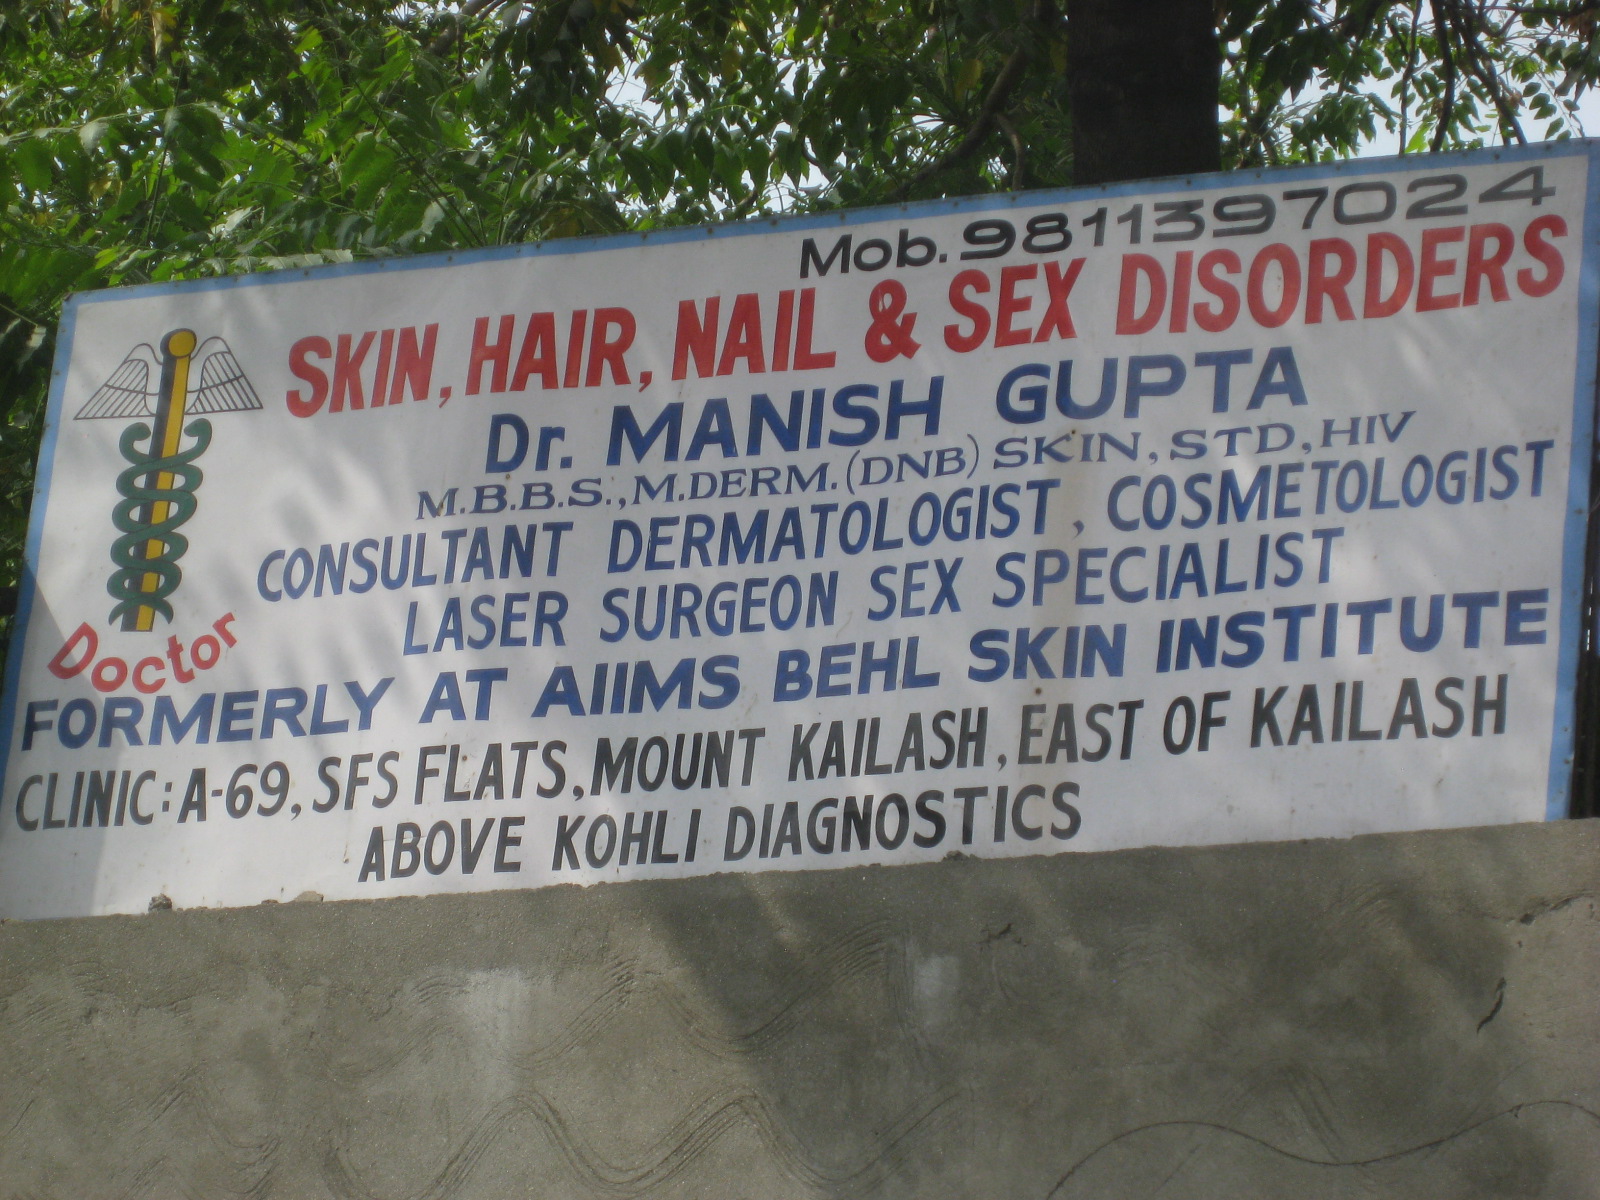 Mob. 9811397024
SKIN, HAIR, NAIL & SEX DISORDERS
Dr. MANISH GUPTA
M.B.B.S., M.DERM. (DNB) SKIN, STD, HIV
CONSULTANT DERMATOLOGIST, COSMETOLOGIST
LASER SURGEON SEX SPECIALIST
Doctor
FORMERLY AT AIIMS BEHL SKIN INSTITUTE
CLINIC: A-69, SFS FLATS, MOUNT KAILASH, EAST OF KAILASH
ABOVE KOHLI DIAGNOSTICS